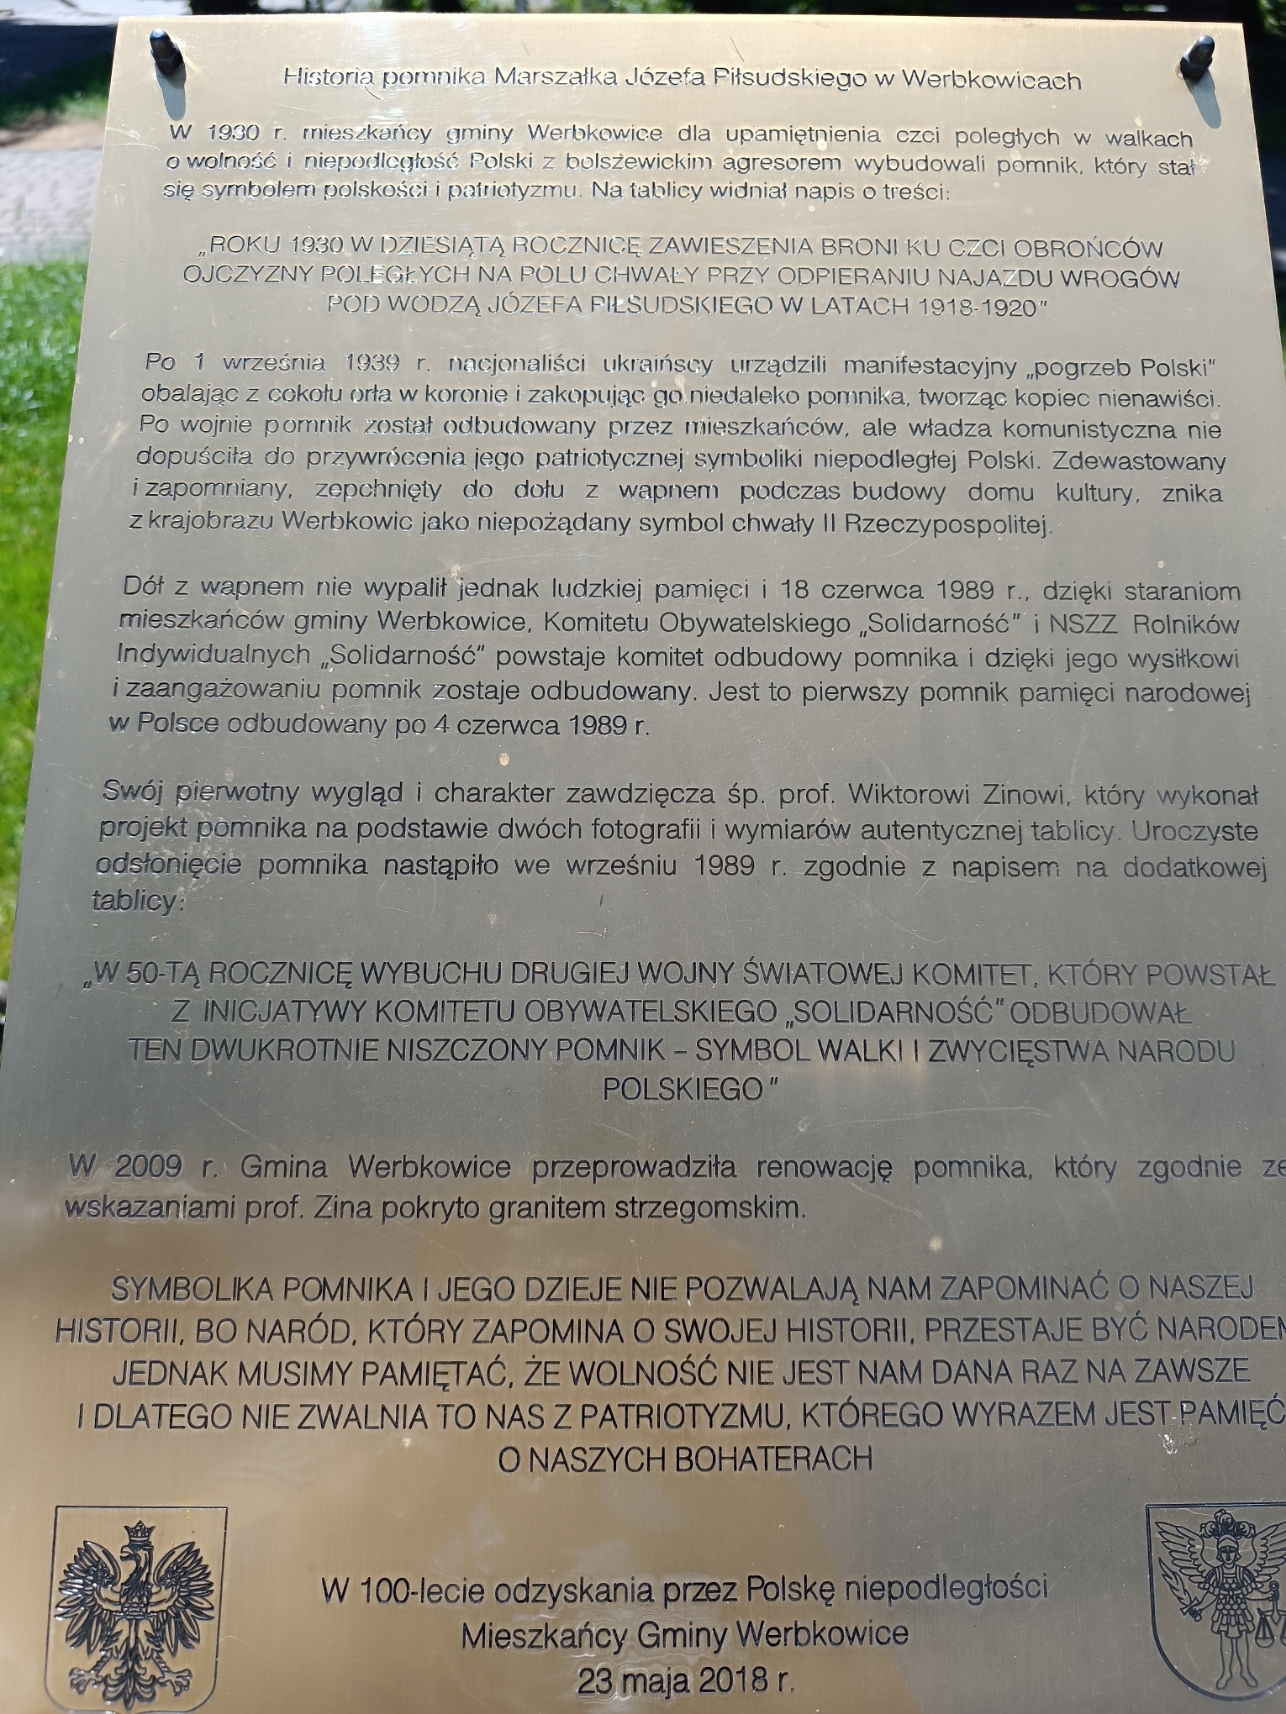 Historia pomnika Marszałka Józefa Piłsudskiego w Werbkowicach
W 1930 r. mieszkańcy gminy Werbkowice dla upamiętnienia czci poległych w walkach
o wolność i niepodległość Polski z bolszewickim agresorem wybudowali pomnik, który stał
się symbolem polskości i patriotyzmu. Na tablicy widniał napis o treści:
„ROKU 1930 W DZIESIĄTĄ ROCZNICĘ ZAWIESZENIA BRONI KU CZCI OBROŃCÓW
OJCZYZNY POLEGŁYCH NA POLU CHWAŁY PRZY ODPIERANIU NAJAZDU WROGÓW
POD WODZĄ JÓZEFA PIŁSUDSKIEGO W LATACH 1918-1920”
Po 1 września 1939 r. nacjonaliści ukraińscy urządzili manifestacyjny „pogrzeb Polski”
obalając z cokołu orła w koronie i zakopując go niedaleko pomnika, tworząc kopiec nienawiści.
Po wojnie pomnik został odbudowany przez mieszkańców, ale władza komunistyczna nie
dopuściła do przywrócenia jego patriotycznej symboliki niepodległej Polski. Zdewastowany
i zapomniany, zepchnięty do dołu z wapnem podczas budowy domu kultury, znika
z krajobrazu Werbkowic jako niepożądany symbol chwały II Rzeczypospolitej.
Dół z wapnem nie wypalił jednak ludzkiej pamięci i 18 czerwca 1989 r., dzięki staraniom
mieszkańców gminy Werbkowice, Komitetu Obywatelskiego „Solidarność” i NSZZ Rolników
Indywidualnych „Solidarność” powstaje komitet odbudowy pomnika i dzięki jego wysiłkowi
i zaangażowaniu pomnik zostaje odbudowany. Jest to pierwszy pomnik pamięci narodowej
w Polsce odbudowany po 4 czerwca 1989 r.
Swój pierwotny wygląd i charakter zawdzięcza śp. prof. Wiktorowi Zinowi, który wykonał
projekt pomnika na podstawie dwóch fotografii i wymiarów autentycznej tablicy. Uroczyste
odsłonięcie pomnika nastąpiło we wrześniu 1989 r. zgodnie z napisem na dodatkowej
tablicy:
„W 50-TĄ ROCZNICĘ WYBUCHU DRUGIEJ WOJNY ŚWIATOWEJ KOMITET, KTÓRY POWSTAŁ
Z INICJATYWY KOMITETU OBYWATELSKIEGO „SOLIDARNOŚĆ” ODBUDOWAŁ
TEN DWUKROTNIE NISZCZONY POMNIK – SYMBOL WALKI I ZWYCIĘSTWA NARODU
POLSKIEGO”
W 2009 r. Gmina Werbkowice przeprowadziła renowację pomnika, który zgodnie ze
wskazaniami prof. Zina pokryto granitem strzegomskim.
SYMBOLIKA POMNIKA I JEGO DZIEJE NIE POZWALAJĄ NAM ZAPOMINAĆ O NASZEJ
HISTORII, BO NARÓD, KTÓRY ZAPOMINA O SWOJEJ HISTORII, PRZESTAJE BYĆ NARODEM
JEDNAK MUSIMY PAMIĘTAĆ, ŻE WOLNOŚĆ NIE JEST NAM DANA RAZ NA ZAWSZE
I DLATEGO NIE ZWALNIA TO NAS Z PATRIOTYZMU, KTÓREGO WYRAZEM JEST PAMIĘĆ
O NASZYCH BOHATERACH
W 100-lecie odzyskania przez Polskę niepodległości
Mieszkańcy Gminy Werbkowice
23 maja 2018 r.